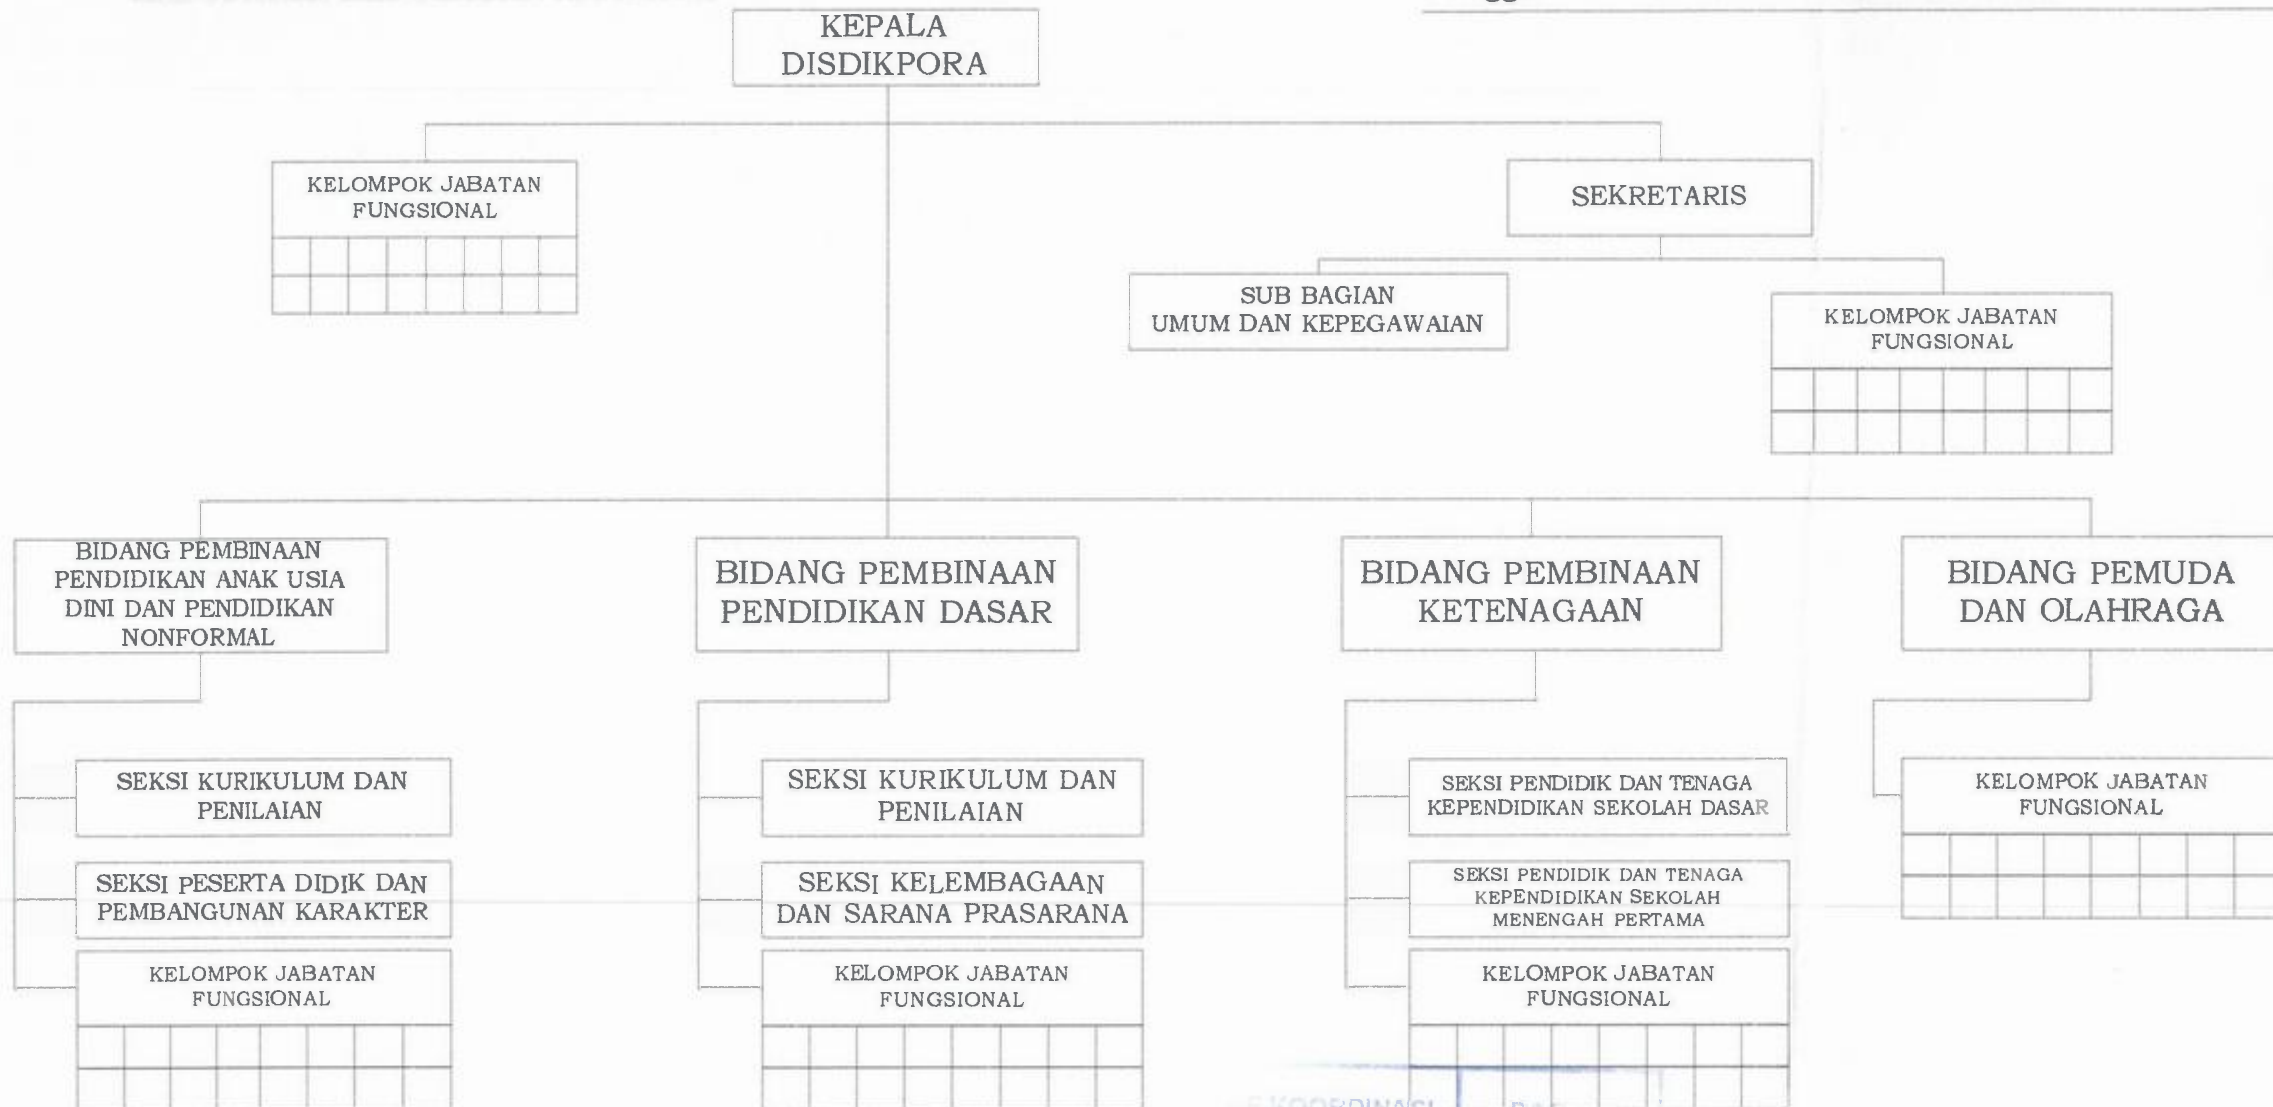 KEPALA
DISDIKPORA
KELOMPOK JABATAN
FUNGSIONAL
SEKRETARIS
SUB BAGIAN
UMUM DAN KEPEGAWAIAN
KELOMPOK JABATAN
FUNGSIONAL
BIDANG PEMBINAAN
PENDIDIKAN ANAK USIA
DINI DAN PENDIDIKAN
NONFORMAL
BIDANG PEMBINAAN
PENDIDIKAN DASAR
BIDANG PEMBINAAN
KETENAGAAN
BIDANG PEMUDA
DAN OLAHRAGA
SEKSI KURIKULUM DAN
PENILAIAN
SEKSI PESERTA DIDIK DAN
PEMBANGUNAN KARAKTER
KELOMPOK JABATAN
FUNGSIONAL
SEKSI KURIKULUM DAN
PENILAIAN
SEKSI KELEMBAGAAN
DAN SARANA PRASARANA
KELOMPOK JABATAN
FUNGSIONAL
SEKSI PENDIDIK DAN TENAGA
KEPENDIDIKAN SEKOLAH DASAR
SEKSI PENDIDIK DAN TENAGA
KEPENDIDIKAN SEKOLAH
MENENGAH PERTAMA
KELOMPOK JABATAN
FUNGSIONAL
KELOMPOK JABATAN
FUNGSIONAL
KOORDINASI